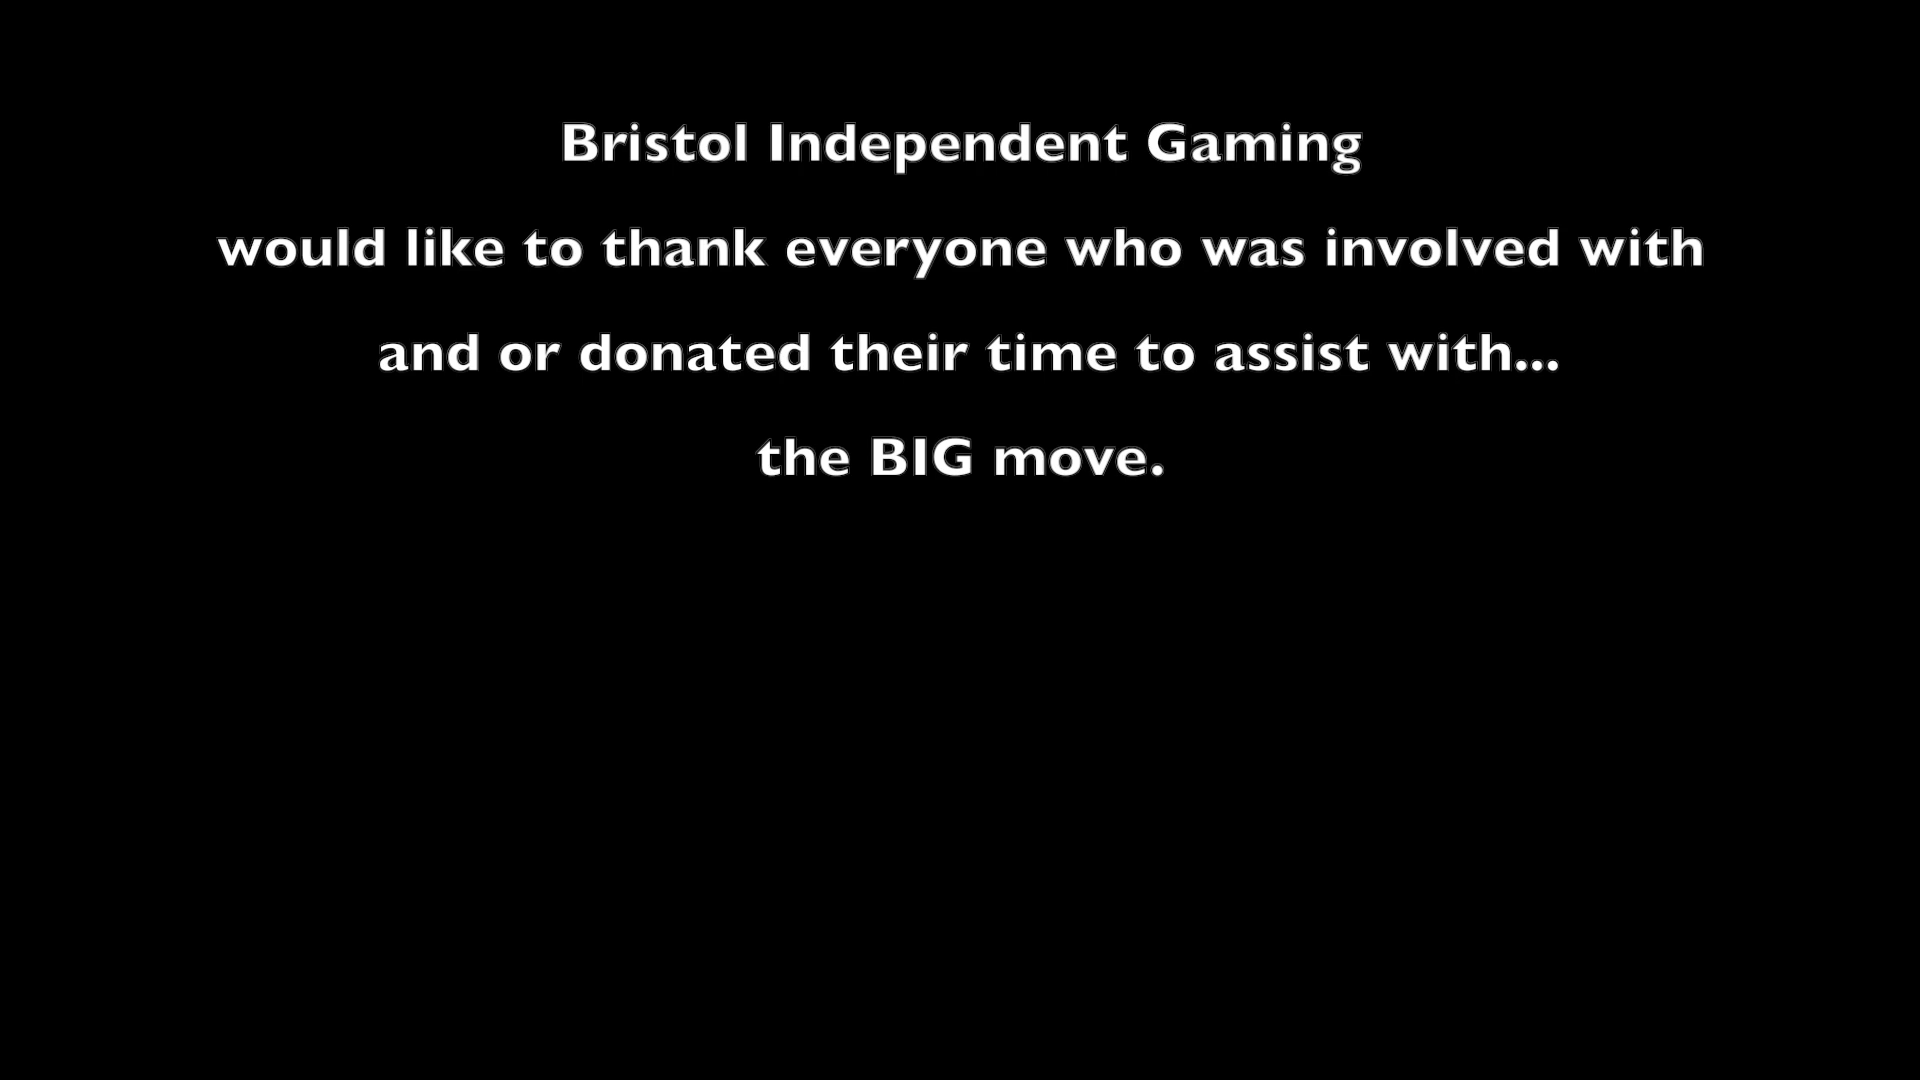 Bristol Independent Gaming
would like to thank everyone who was involved with
and or donated their time to assist with...
the BIG move.